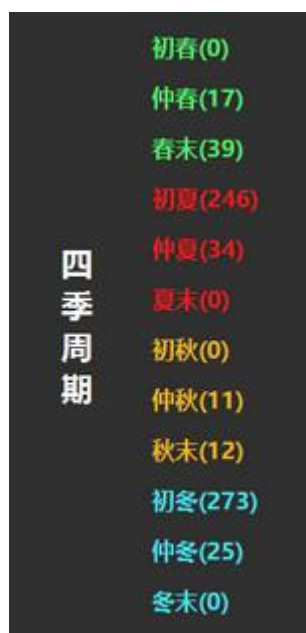 四季周期
初春(0)
仲春(17)
春末(39)
初夏(246)
仲夏(34)
夏末(0)
初秋(0)
仲秋(11)
秋末(12)
初冬(273)
仲冬(25)
冬末(0)